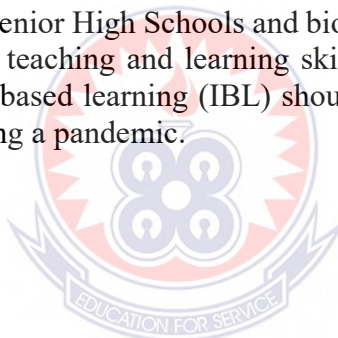 enior High Schools and bio
teaching and learning ski
based learning (IBL) shou
ng a pandemic.
EDUCATION FOR SERVICE